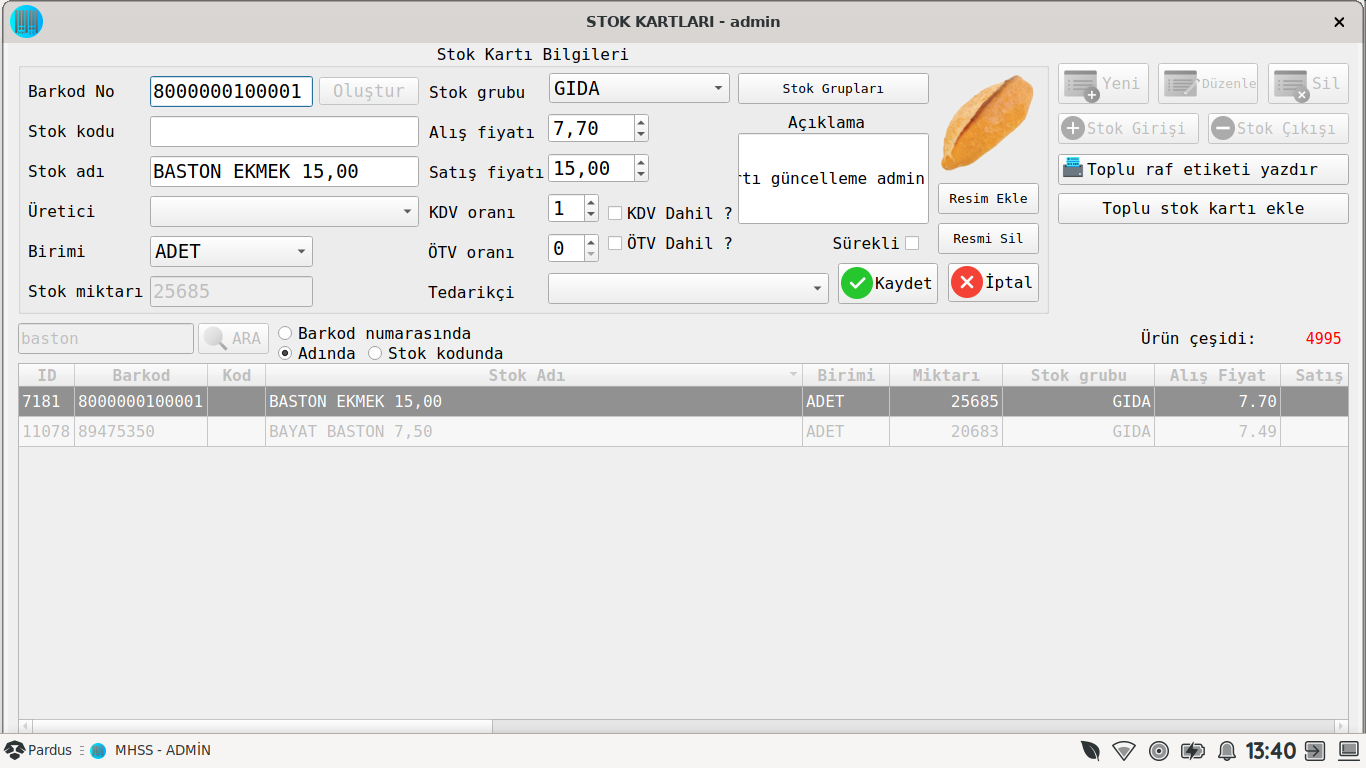 STOK KARTLARI - admin
Stok Kartı Bilgileri
Barkod No 8000000100001 Oluştur
Stok kodu
Stok adı BASTON EKMEK 15,00
Üretici
Birimi ADET
Stok miktarı 25685
Stok grubu GIDA
Alış fiyatı 7,70
Satış fiyatı 15,00
KDV oranı 1 KDV Dahil ?
ÖTV oranı 0 ÖTV Dahil ?
Tedarikçi
Stok Grupları
Açıklama
rtı güncelleme admin
Sürekli
Resim Ekle
Resmi Sil
Kaydet İptal
Yeni Düzenle Sil
Stok Girişi Stok Çıkışı
Toplu raf etiketi yazdır
Toplu stok kartı ekle
baston ARA
Barkod numarasında
Adında Stok kodunda
Ürün çeşidi: 4995
ID Barkod Kod Stok Adı Birimi Miktarı Stok grubu Alış Fiyat Satış
7181 8000000100001 BASTON EKMEK 15,00 ADET 25685 GIDA 7.70
11078 89475350 BAYAT BASTON 7,50 ADET 20683 GIDA 7.49
Pardus MHSS - ADMİN 13:40